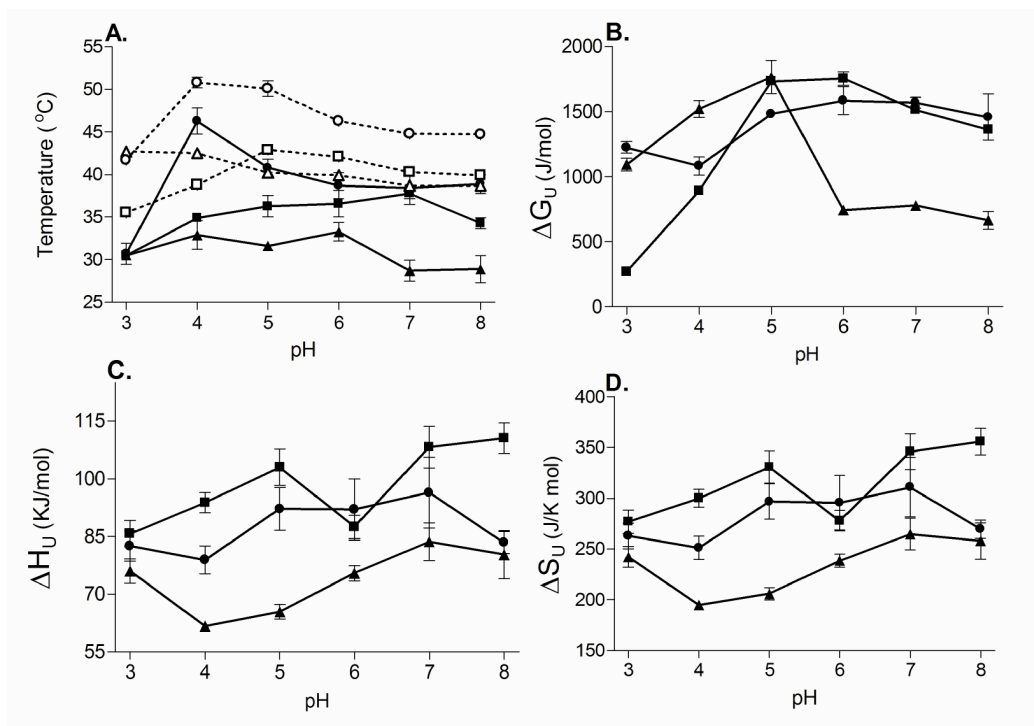 A.
55
50
45
40
35
30
25
Temperature ( °C)
3 4 5 6 7 8
pH
B.
2000
1500
1000
500
0
ΔGU (J/mol)
3 4 5 6 7 8
pH
C.
115
100
85
70
55
ΔHU (KJ/mol)
3 4 5 6 7 8
pH
D.
400
350
300
250
200
150
ΔSU (J/K mol)
3 4 5 6 7 8
pH